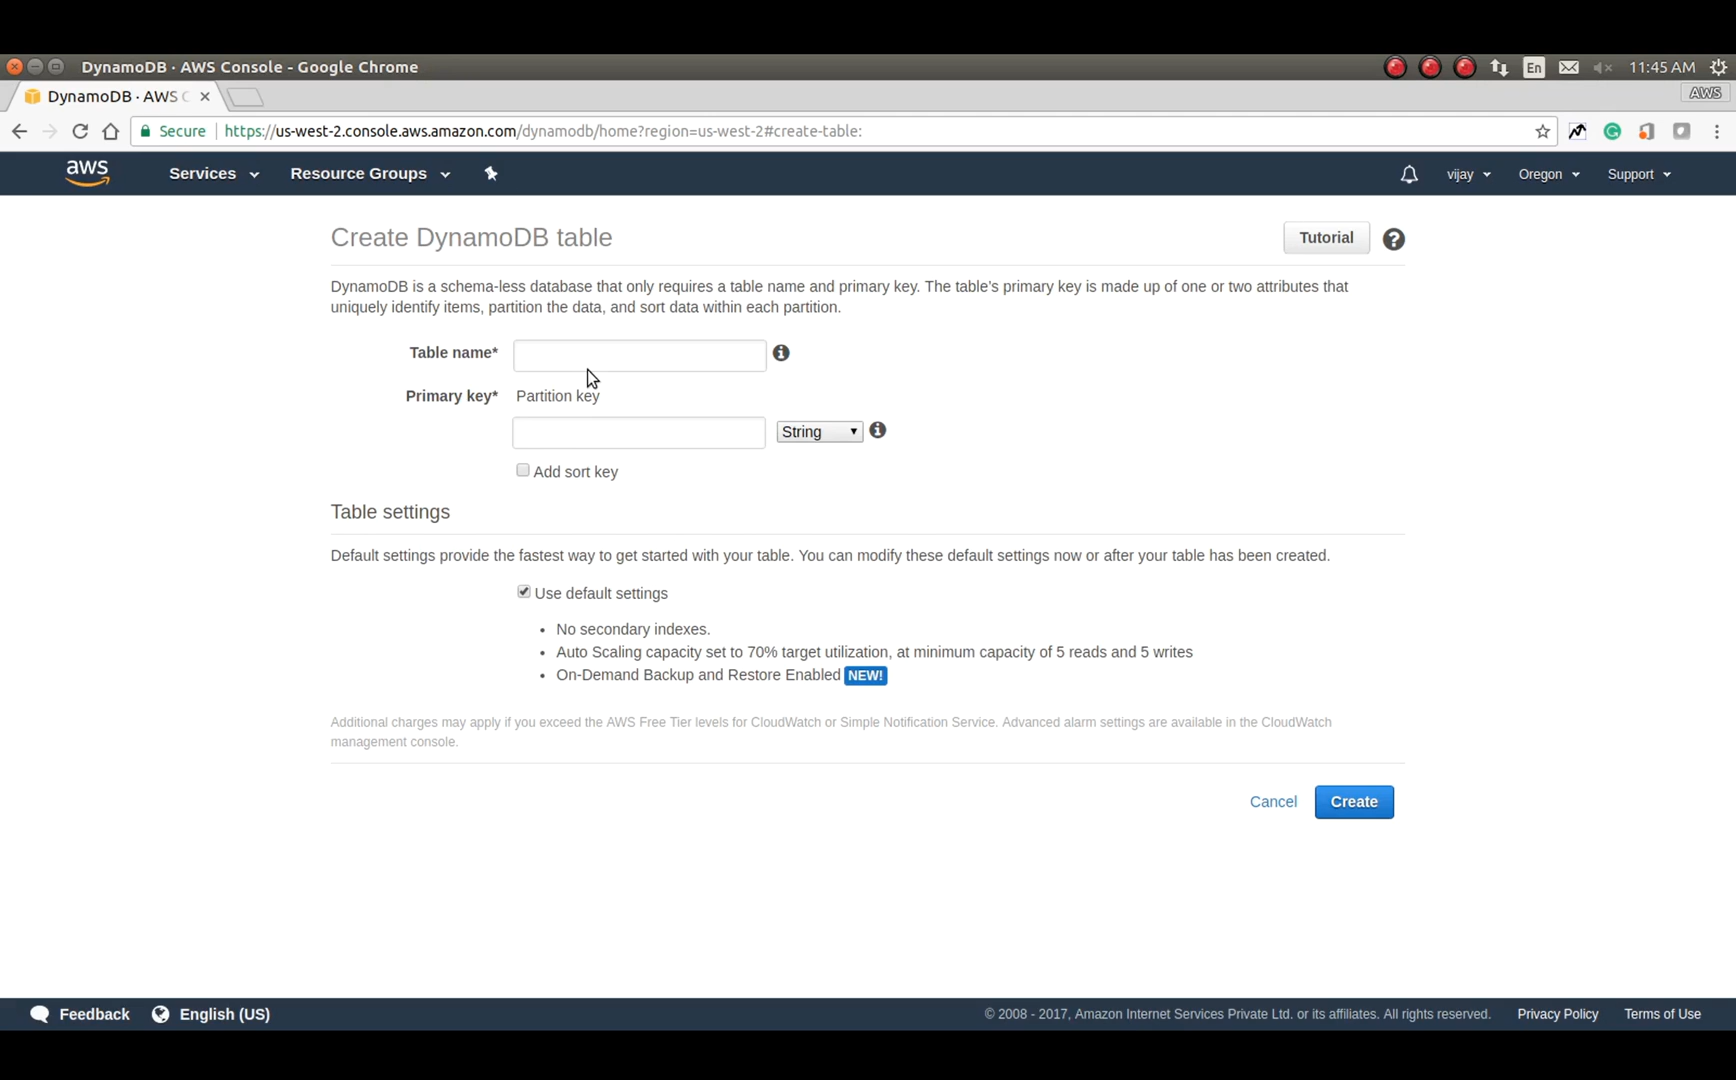 DynamoDB · AWS Console - Google Chrome
En 11:45 AM
DynamoDB · AWS C
AWS
Secure https://us-west-2.console.aws.amazon.com/dynamodb/home?region=us-west-2#create-table:
aws Services Resource Groups vijay Oregon Support
Create DynamoDB table
Tutorial
DynamoDB is a schema-less database that only requires a table name and primary key. The table's primary key is made up of one or two attributes that
uniquely identify items, partition the data, and sort data within each partition.
Table name*
Primary key* Partition key
String
Add sort key
Table settings
Default settings provide the fastest way to get started with your table. You can modify these default settings now or after your table has been created.
Use default settings
• No secondary indexes.
• Auto Scaling capacity set to 70% target utilization, at minimum capacity of 5 reads and 5 writes
• On-Demand Backup and Restore Enabled NEW!
Additional charges may apply if you exceed the AWS Free Tier levels for CloudWatch or Simple Notification Service. Advanced alarm settings are available in the CloudWatch
management console.
Cancel Create
Feedback English (US) © 2008 - 2017, Amazon Internet Services Private Ltd. or its affiliates. All rights reserved. Privacy Policy Terms of Use